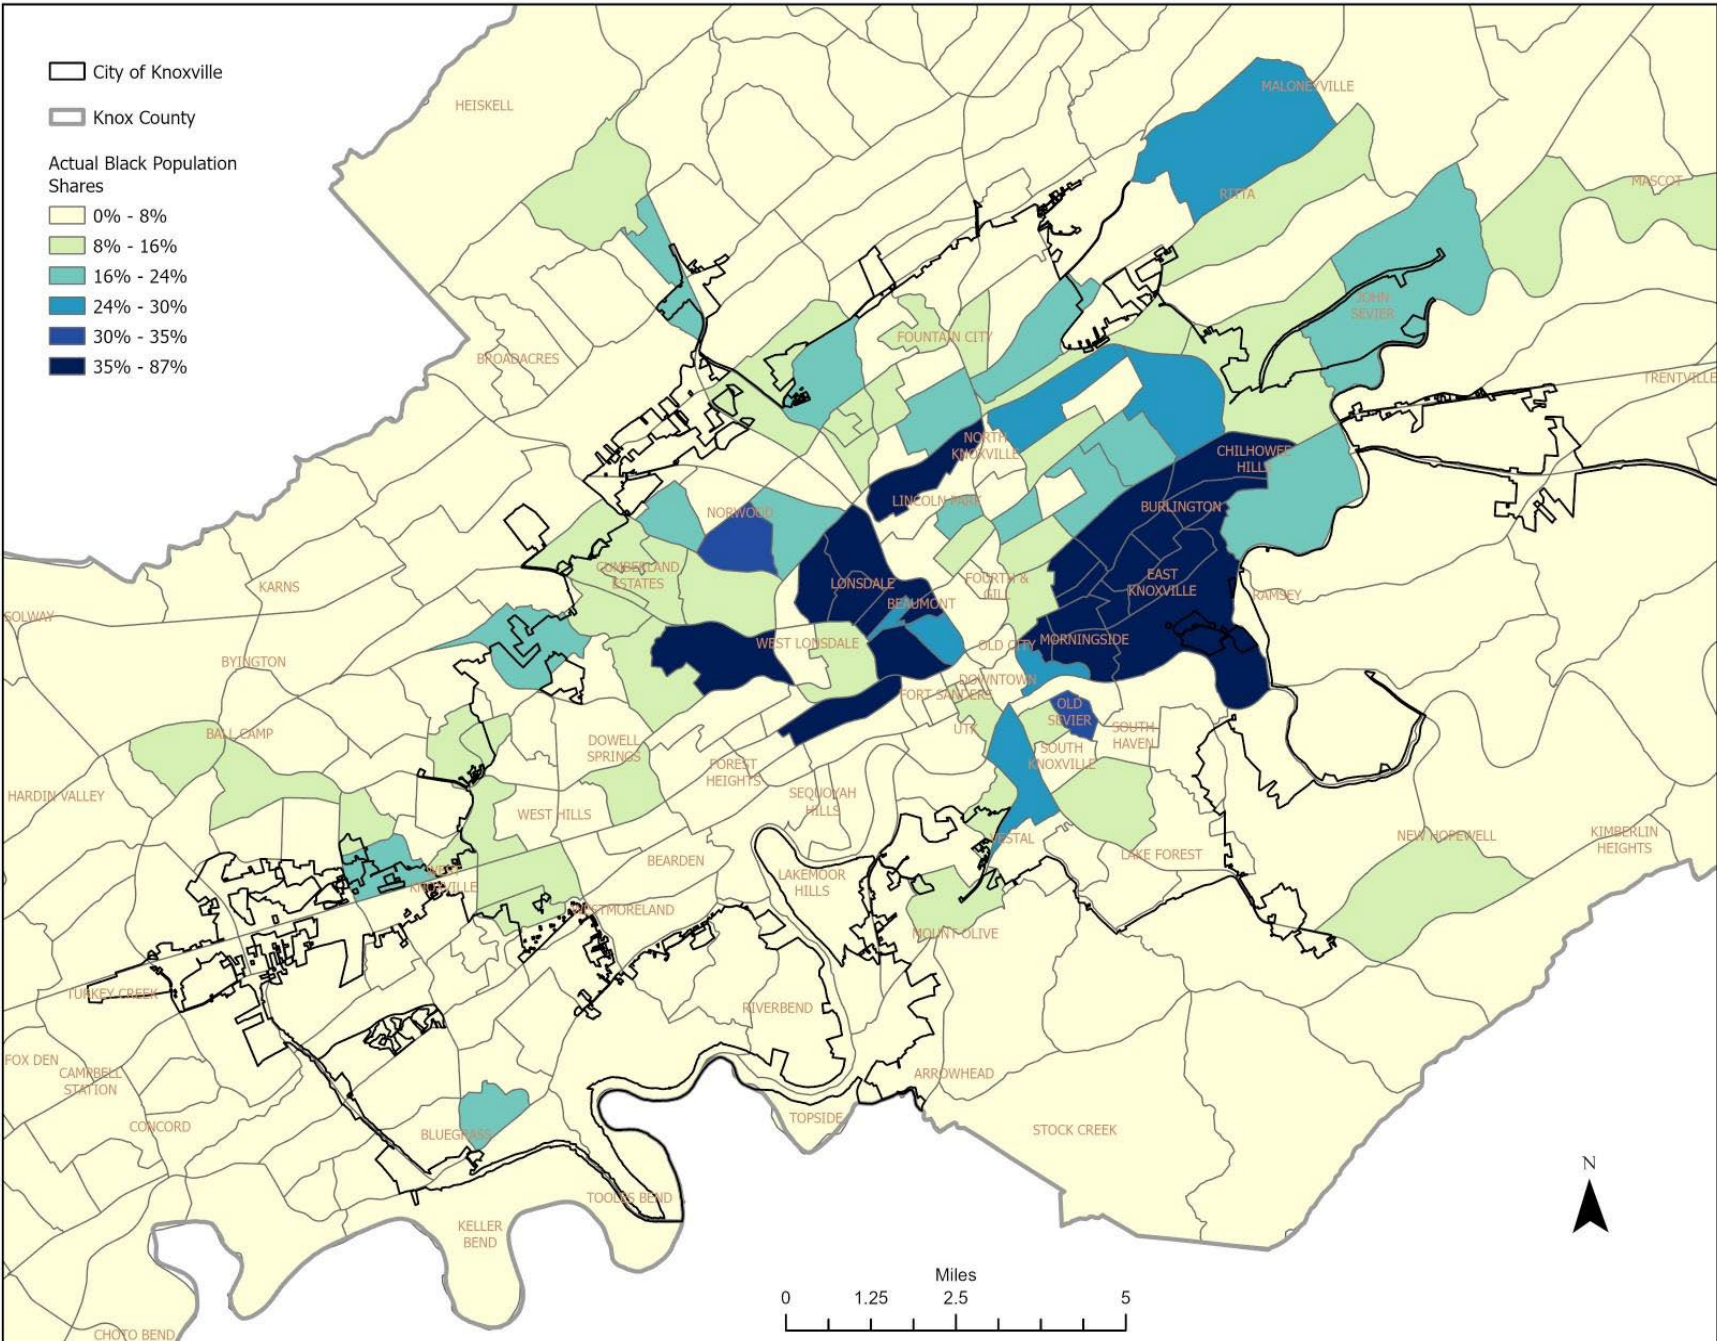 City of Knoxville
Knox County
Actual Black Population
Shares
0% - 8%
8% - 16%
16% - 24%
24% - 30%
30% - 35%
35% - 87%
HEISKELL
MALONEYVILLE
RITTA
MASCOT
JOHN
SEVIER
FOUNTAIN CITY
BROADACRES
TRENTVILLE
NORTH
KNOXVILLE
CHILHOWEE
HILLS
LINCOLN PARK
BURLINGTON
NORWOOD
CUMBERLAND
ESTATES
KARNS
LONSDALE
FOURTH &
GILL
EAST
KNOXVILLE
RAMSEY
BEAUMONT
SOLWAY
WEST LONSDALE
OLD CITY
MORNINGSIDE
BYINGTON
DOWNTOWN
FORT SANDERS
OLD
SEVIER
UTK
SOUTH
HAVEN
BALL CAMP
DOWELL
SPRINGS
SOUTH
KNOXVILLE
FOREST
HEIGHTS
HARDIN VALLEY
SEQUOYAH
HILLS
WEST HILLS
VESTAL
NEW HOPEWELL
KIMBERLIN
HEIGHTS
LAKE FOREST
BEARDEN
WEST
KNOXVILLE
LAKEMOOR
HILLS
WESTMORELAND
MOUNT OLIVE
TURKEY CREEK
RIVERBEND
FOX DEN
CAMPBELL
STATION
ARROWHEAD
TOPSIDE
CONCORD
BLUEGRASS
STOCK CREEK
TOOLES BEND
KELLER
BEND
CHOTO BEND
N
Miles
0 1.25 2.5 5